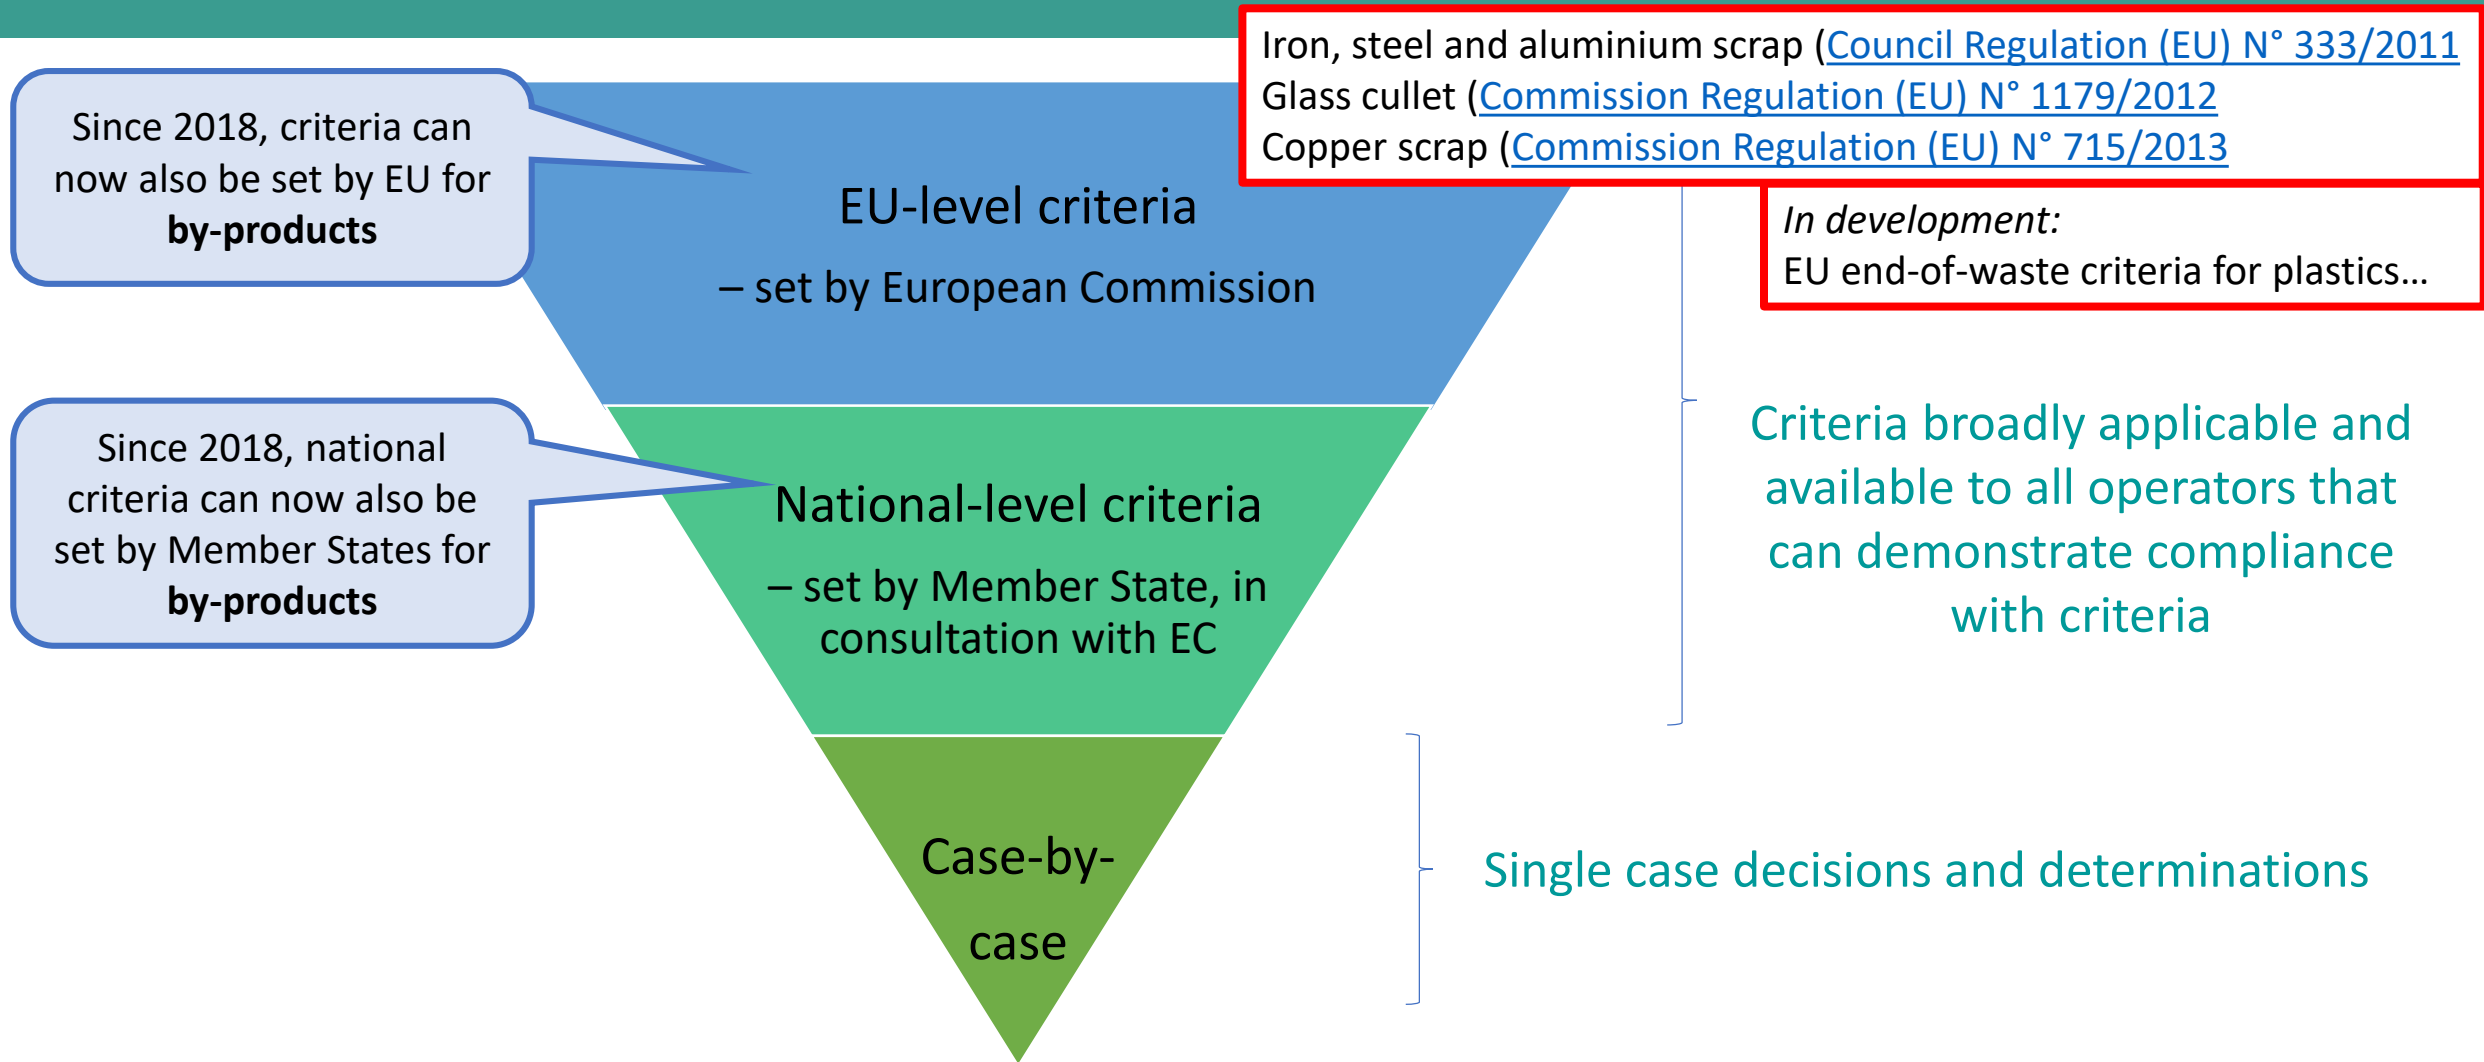 Iron, steel and aluminium scrap (Council Regulation (EU) N° 333/2011
Glass cullet (Commission Regulation (EU) N° 1179/2012
Copper scrap (Commission Regulation (EU) N° 715/2013
In development:
EU end-of-waste criteria for plastics...
Since 2018, criteria can
now also be set by EU for
by-products
EU-level criteria
– set by European Commission
Since 2018, national
criteria can now also be
set by Member States for
by-products
National-level criteria
– set by Member State, in
consultation with EC
Criteria broadly applicable and
available to all operators that
can demonstrate compliance
with criteria
Case-by-
case
Single case decisions and determinations